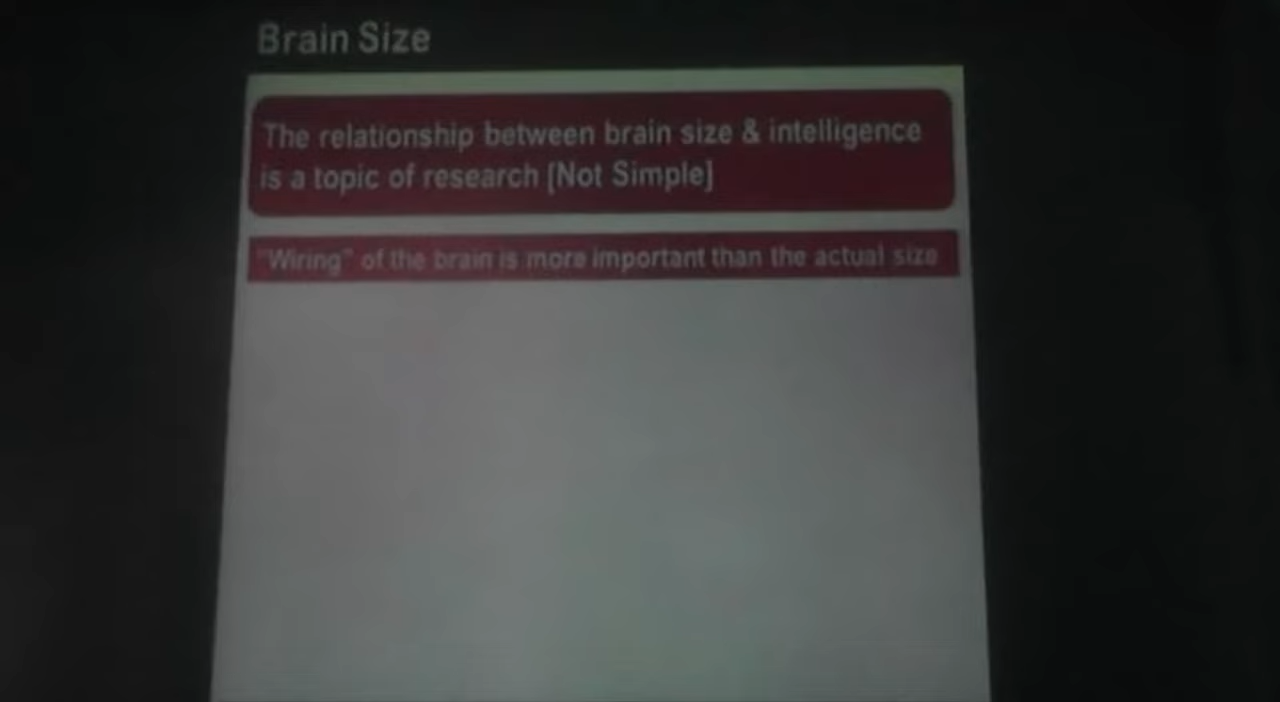 Brain Size
The relationship between brain size & intelligence
is a topic of research [Not Simple]
"Wiring" of the brain is more important than the actual size